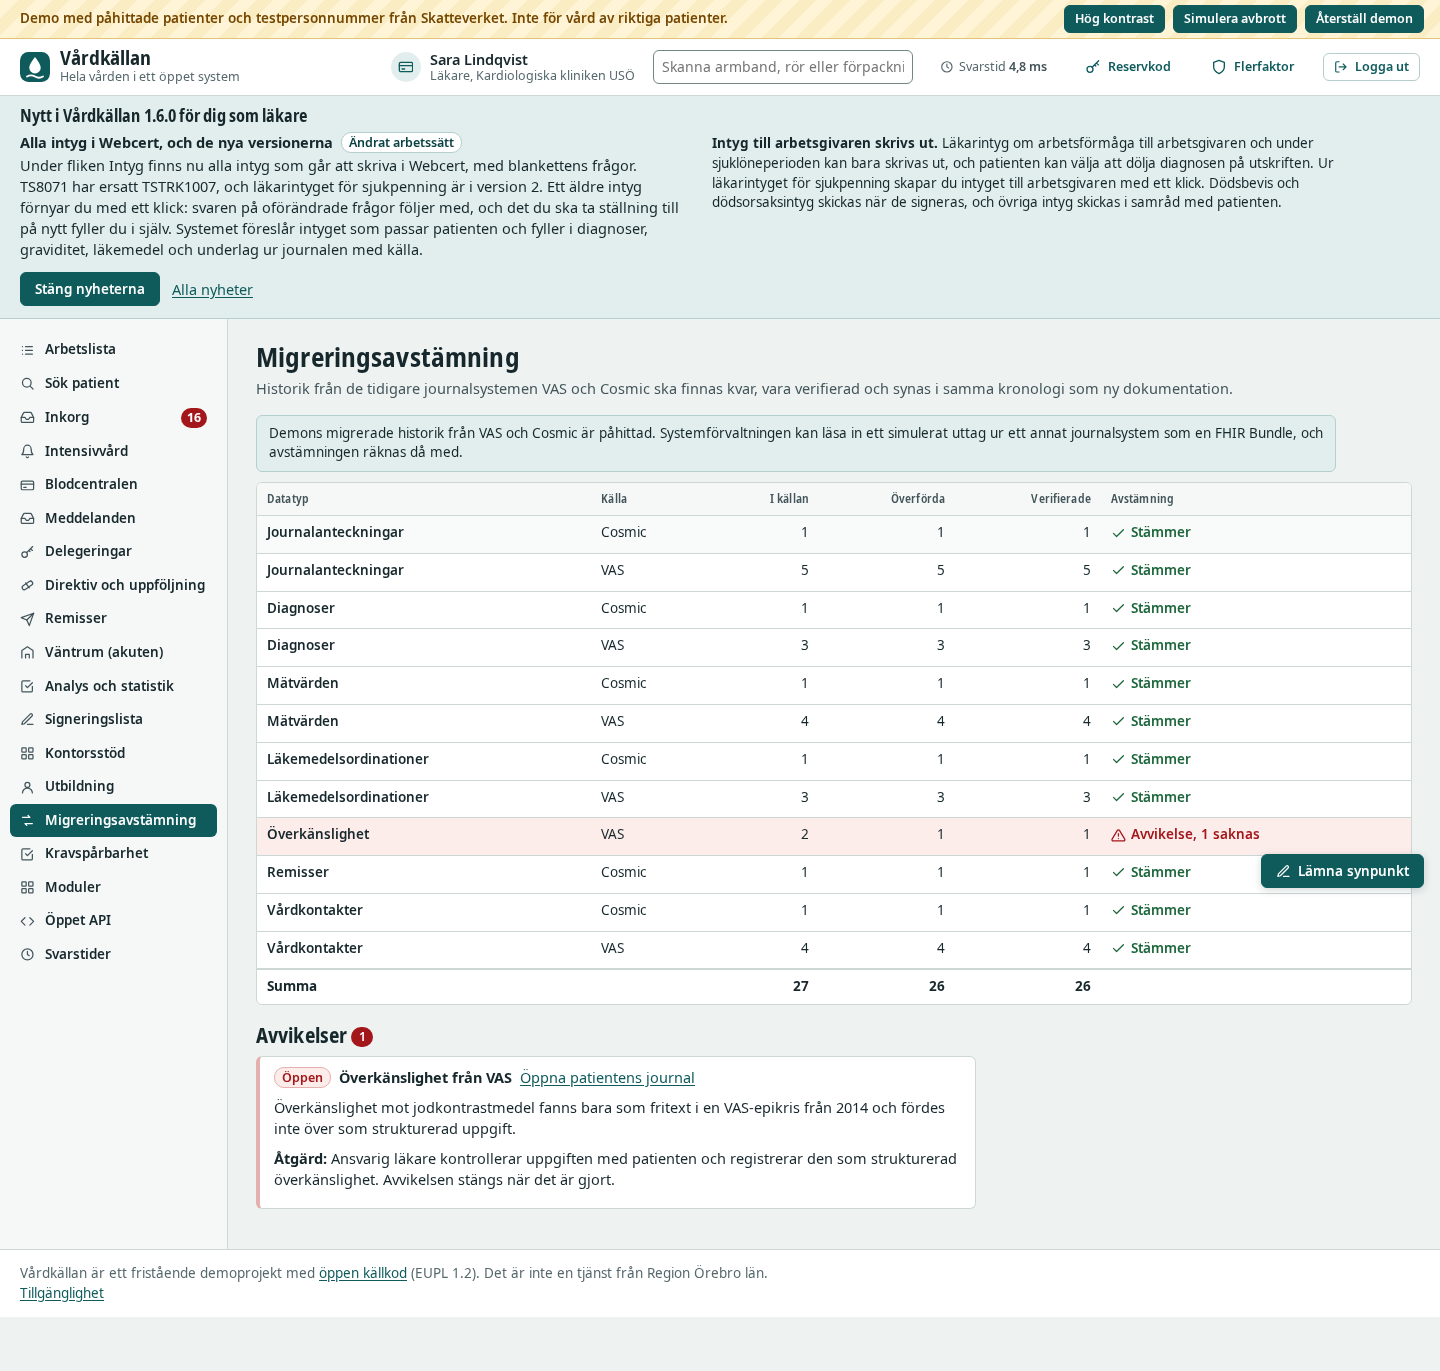 Demo med påhittade patienter och testpersonnummer från Skatteverket. Inte för vård av riktiga patienter.
Hög kontrast
Simulera avbrott
Återställ demon
Vårdkällan
Hela vården i ett öppet system
Sara Lindqvist
Läkare, Kardiologiska kliniken USÖ
Skanna armband, rör eller förpackni
Svarstid 4,8 ms
Reservkod
Flerfaktor
Logga ut
Nytt i Vårdkällan 1.6.0 för dig som läkare
Alla intyg i Webcert, och de nya versionerna
Ändrat arbetssätt
Under fliken Intyg finns nu alla intyg som går att skriva i Webcert, med blankettens frågor.
TS8071 har ersatt TSTRK1007, och läkarintyget för sjukpenning är i version 2. Ett äldre intyg
förnyar du med ett klick: svaren på oförändrade frågor följer med, och det du ska ta ställning till
på nytt fyller du i själv. Systemet föreslår intyget som passar patienten och fyller i diagnoser,
graviditet, läkemedel och underlag ur journalen med källa.
Intyg till arbetsgivaren skrivs ut. Läkarintyg om arbetsförmåga till arbetsgivaren och under
sjuklöneperioden kan bara skrivas ut, och patienten kan välja att dölja diagnosen på utskriften. Ur
läkarintyget för sjukpenning skapar du intyget till arbetsgivaren med ett klick. Dödsbevis och
dödsorsaksintyg skickas när de signeras, och övriga intyg skickas i samråd med patienten.
Stäng nyheterna
Alla nyheter
Arbetslista
Sök patient
Inkorg 16
Intensivvård
Blodcentralen
Meddelanden
Delegeringar
Direktiv och uppföljning
Remisser
Väntrum (akuten)
Analys och statistik
Signeringslista
Kontorsstöd
Utbildning
Migreringsavstämning
Kravspårbarhet
Moduler
Öppet API
Svarstider
Migreringsavstämning
Historik från de tidigare journalsystemen VAS och Cosmic ska finnas kvar, vara verifierad och synas i samma kronologi som ny dokumentation.
Demons migrerade historik från VAS och Cosmic är påhittad. Systemförvaltningen kan läsa in ett simulerat uttag ur ett annat journalsystem som en FHIR Bundle, och
avstämningen räknas då med.
Datatyp Källa I källan Överförda Verifierade Avstämning
Journalanteckningar Cosmic 1 1 1 Stämmer
Journalanteckningar VAS 5 5 5 Stämmer
Diagnoser Cosmic 1 1 1 Stämmer
Diagnoser VAS 3 3 3 Stämmer
Mätvärden Cosmic 1 1 1 Stämmer
Mätvärden VAS 4 4 4 Stämmer
Läkemedelsordinationer Cosmic 1 1 1 Stämmer
Läkemedelsordinationer VAS 3 3 3 Stämmer
Överkänslighet VAS 2 1 1 Avvikelse, 1 saknas
Remisser Cosmic 1 1 1 Stämmer
Vårdkontakter Cosmic 1 1 1 Stämmer
Vårdkontakter VAS 4 4 4 Stämmer
Summa 27 26 26
Lämna synpunkt
Avvikelser 1
Öppen Överkänslighet från VAS Öppna patientens journal
Överkänslighet mot jodkontrastmedel fanns bara som fritext i en VAS-epikris från 2014 och fördes
inte över som strukturerad uppgift.
Åtgärd: Ansvarig läkare kontrollerar uppgiften med patienten och registrerar den som strukturerad
överkänslighet. Avvikelsen stängs när det är gjort.
Vårdkällan är ett fristående demoprojekt med öppen källkod (EUPL 1.2). Det är inte en tjänst från Region Örebro län.
Tillgänglighet